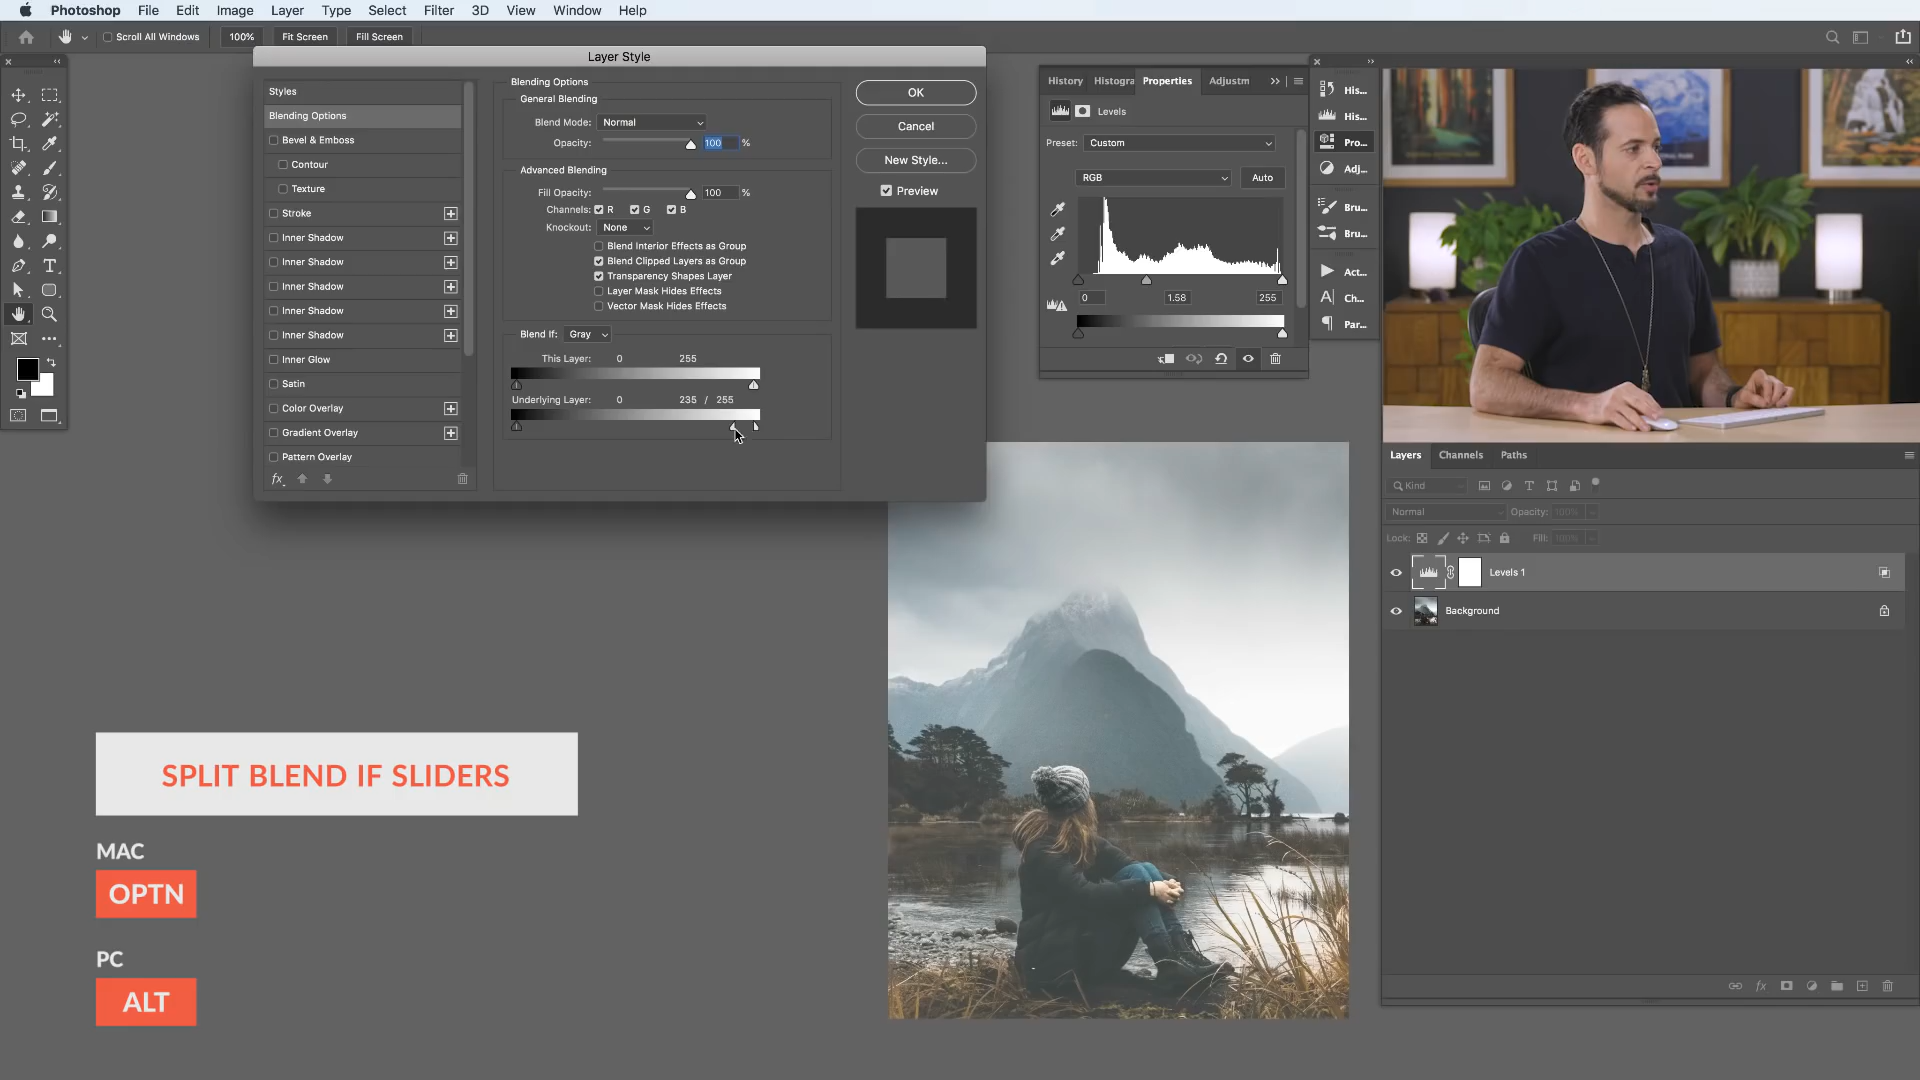 Photoshop File Edit Image Layer Type Select Filter 3D View Window Help
Scroll All Windows 100% Fit Screen Fill Screen
Layer Style
Styles
Blending Options
Bevel & Emboss
Contour
Texture
Stroke
Inner Shadow
Inner Shadow
Inner Shadow
Inner Shadow
Inner Shadow
Inner Glow
Satin
Color Overlay
Gradient Overlay
Pattern Overlay
fx
Blending Options
General Blending
Blend Mode: Normal
Opacity: 100 %
Advanced Blending
Fill Opacity: 100 %
Channels: R G B
Knockout: None
Blend Interior Effects as Group
Blend Clipped Layers as Group
Transparency Shapes Layer
Layer Mask Hides Effects
Vector Mask Hides Effects
Blend If: Gray
This Layer: 0 255
Underlying Layer: 0 235 / 255
OK
Cancel
New Style...
Preview
History Histogra Properties Adjustm
Levels
Preset: Custom
RGB Auto
0 1.58 255
His...
His...
Pro...
Adj...
Bru...
Bru...
Act...
Ch...
Par...
Layers Channels Paths
Kind
Normal Opacity: 100%
Lock: Fill: 100%
Levels 1
Background
fx
SPLIT BLEND IF SLIDERS
MAC
OPTN
PC
ALT